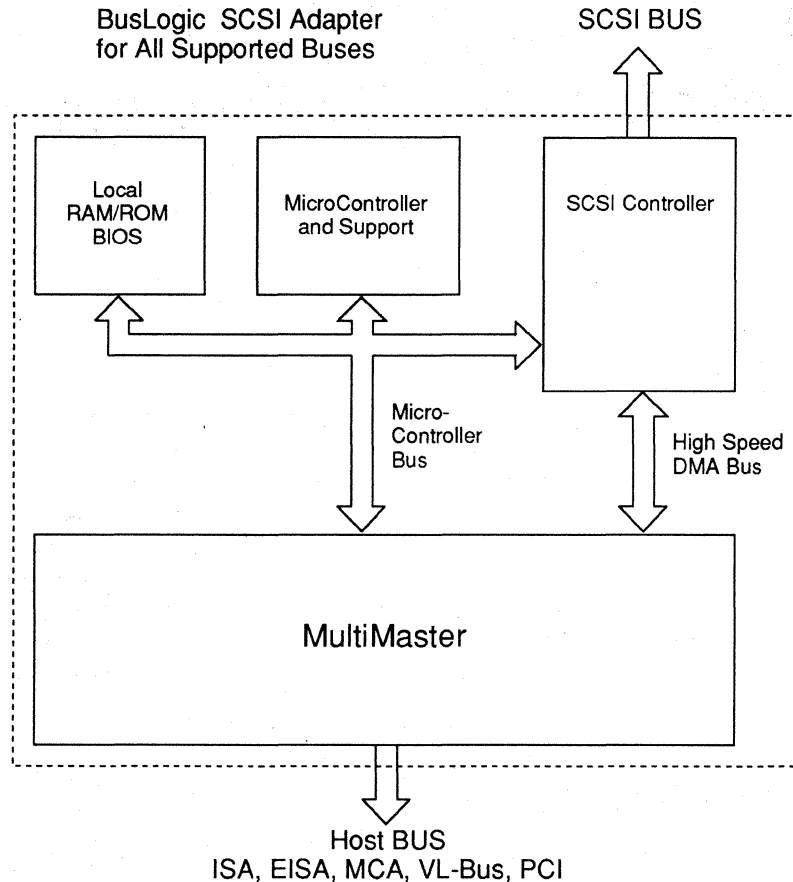 BusLogic SCSI Adapter
for All Supported Buses
SCSI BUS
Local
RAM/ROM
BIOS
MicroController
and Support
SCSI Controller
Micro-
Controller
Bus
High Speed
DMA Bus
MultiMaster
Host BUS
ISA, EISA, MCA, VL-Bus, PCI